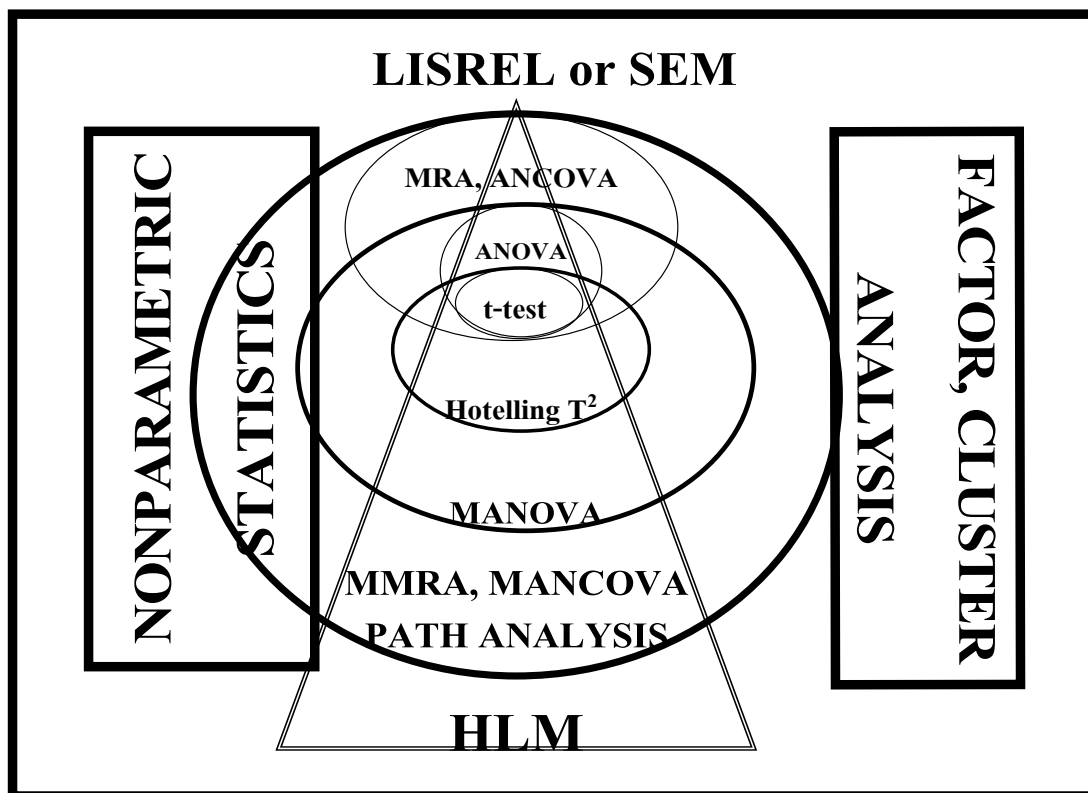 LISREL or SEM
NONPARAMETRIC
STATISTICS
MRA, ANCOVA
ANOVA
t-test
Hotelling T²
MANOVA
MMRA, MANCOVA
PATH ANALYSIS
HLM
FACTOR, CLUSTER
ANALYSIS